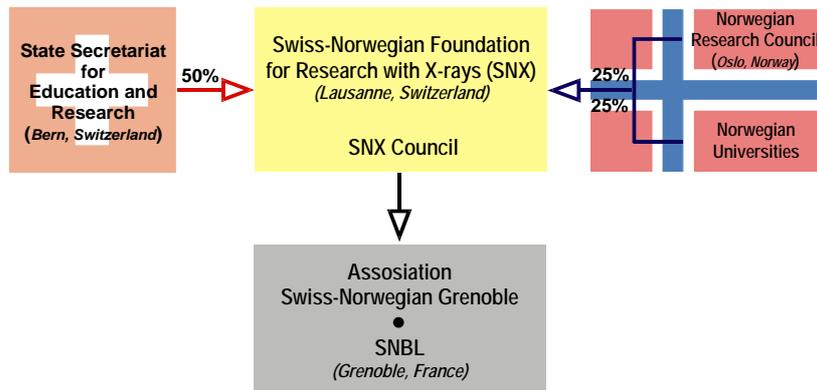 State Secretariat
for
Education and
Research
(Bern, Switzerland)
50%
Swiss-Norwegian Foundation
for Research with X-rays (SNX)
(Lausanne, Switzerland)
SNX Council
25%
25%
Norwegian
Research Council
(Oslo, Norway)
Norwegian
Universities
Assosiation
Swiss-Norwegian Grenoble
SNBL
(Grenoble, France)